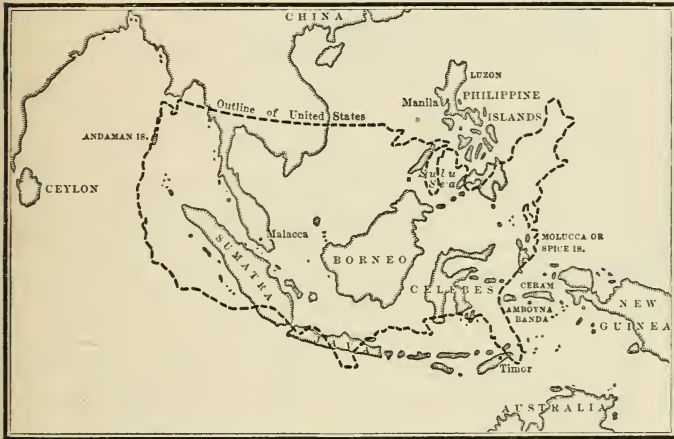 CHINA
LUZON
Manila
PHILIPPINE
ISLANDS
Outline of United States
ANDAMAN IS.
Sulu
Sea
CEYLON
Malacca
MOLUCCA OR
SPICE IS.
SUMATRA
BORNEO
CELEBES
CERAM
AMBOYNA
BANDA
NEW
GUINEA
JAVA
Timor
AUSTRALIA